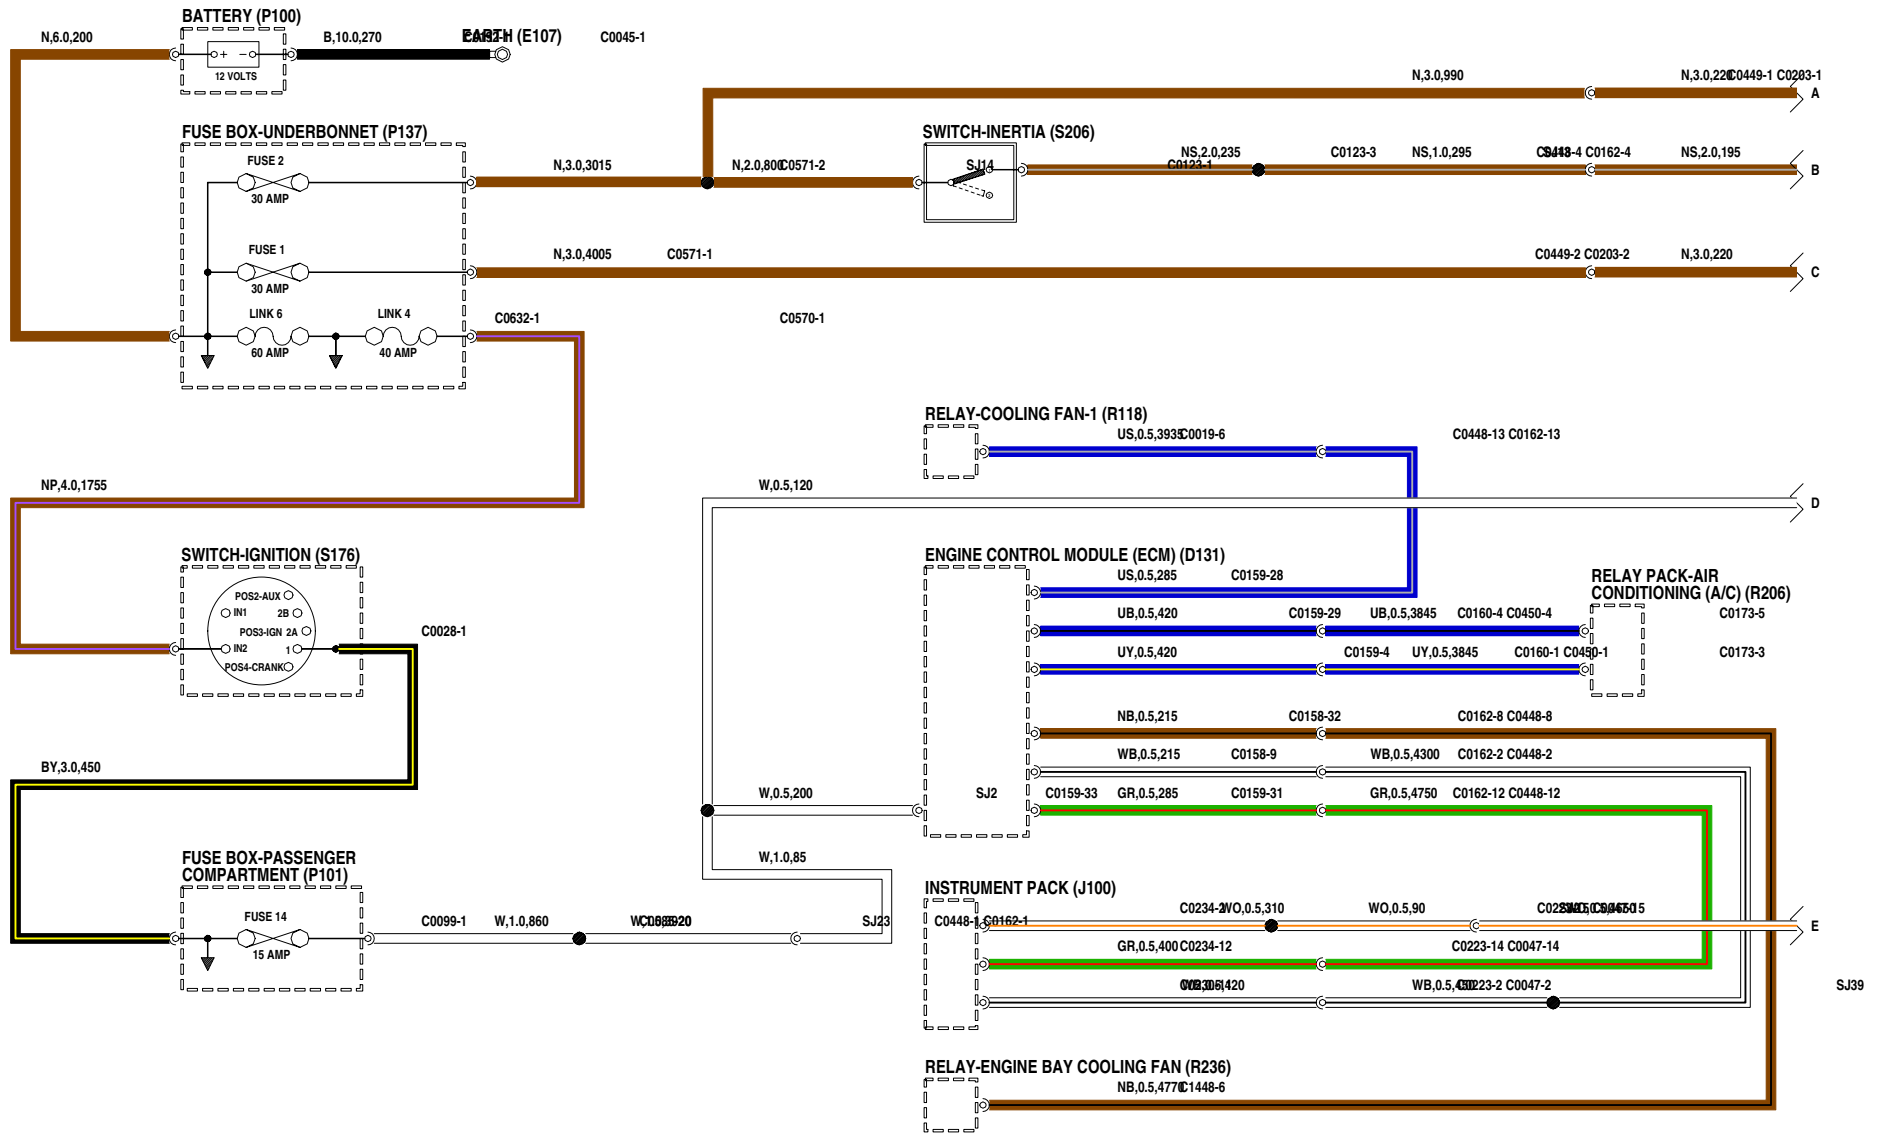 BATTERY (P100)
N,6.0,200
B,10.0,270
EARTH (E107)
C0045-1
+ −
12 VOLTS
N,3.0,990
N,3.0,220
C0449-1 C0203-1
A
FUSE BOX-UNDERBONNET (P137)
SWITCH-INERTIA (S206)
FUSE 2
30 AMP
N,3.0,3015
N,2.0,800
C0571-2
SJ14
C0123-1
NS,2.0,235
C0123-3
NS,1.0,295
C0448-4 C0162-4
NS,2.0,195
B
FUSE 1
30 AMP
N,3.0,4005
C0571-1
C0449-2 C0203-2
N,3.0,220
C
LINK 6
LINK 4
60 AMP
40 AMP
C0632-1
C0570-1
RELAY-COOLING FAN-1 (R118)
US,0.5,3935
C0019-6
C0448-13 C0162-13
NP,4.0,1755
W,0.5,120
D
SWITCH-IGNITION (S176)
POS2-AUX
IN1
2B
POS3-IGN
2A
IN2
1
POS4-CRANK
C0028-1
ENGINE CONTROL MODULE (ECM) (D131)
US,0.5,285
C0159-28
RELAY PACK-AIR
CONDITIONING (A/C) (R206)
UB,0.5,420
C0159-29
UB,0.5,3845
C0160-4 C0450-4
C0173-5
UY,0.5,420
C0159-4
UY,0.5,3845
C0160-1 C0450-1
C0173-3
NB,0.5,215
C0158-32
C0162-8 C0448-8
BY,3.0,450
WB,0.5,215
C0158-9
WB,0.5,4300
C0162-2 C0448-2
W,0.5,200
SJ2
C0159-33
GR,0.5,285
C0159-31
GR,0.5,4750
C0162-12 C0448-12
W,1.0,85
FUSE BOX-PASSENGER
COMPARTMENT (P101)
FUSE 14
15 AMP
C0099-1
W,1.0,860
SJ23
C0448-1 C0162-1
INSTRUMENT PACK (J100)
C0234-2
WO,0.5,310
WO,0.5,90
E
GR,0.5,400
C0234-12
C0223-14 C0047-14
WB,0.5,420
WB,0.5,450
C0223-2 C0047-2
SJ39
RELAY-ENGINE BAY COOLING FAN (R236)
NB,0.5,4770
C1448-6